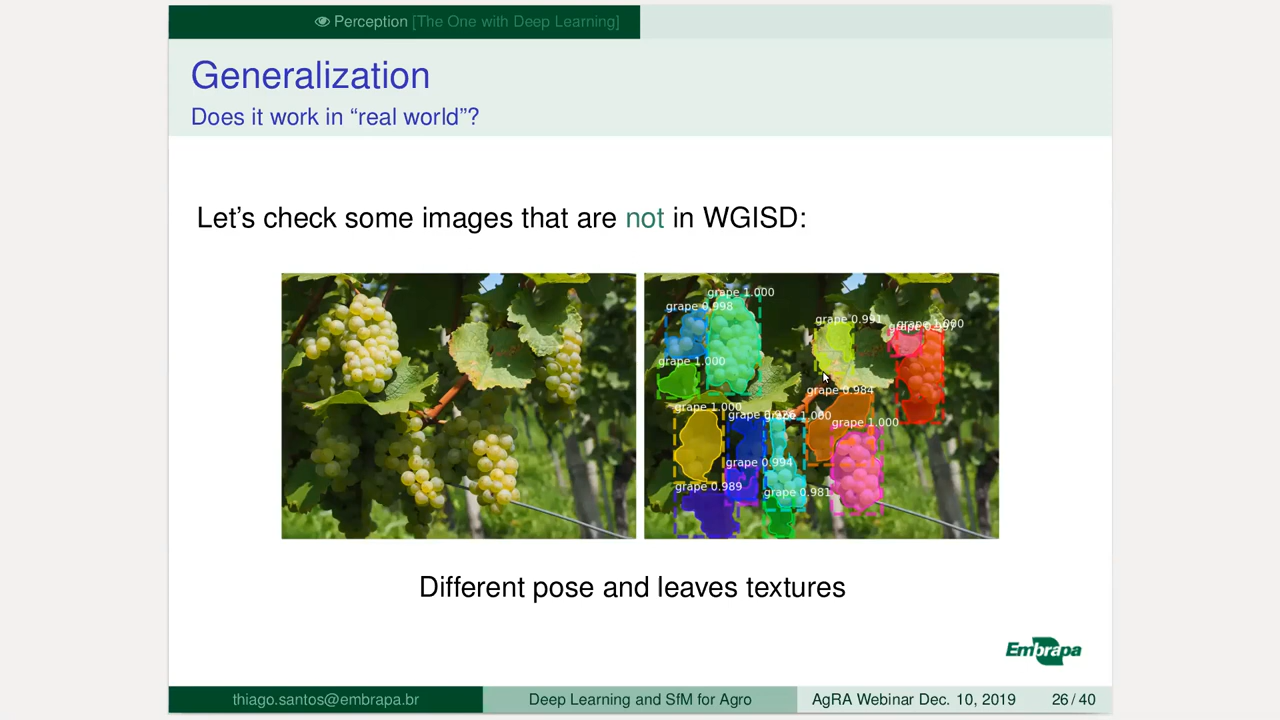 Perception [The One with Deep Learning]
Generalization
Does it work in “real world”?
Let’s check some images that are not in WGISD:
grape 1.000
grape 0.998
grape 0.991
grape 1.000
grape 1.000
grape 0.984
grape 1.000
grape 1.000
grape 0.994
grape 0.989
grape 0.981
Different pose and leaves textures
Embrapa
thiago.santos@embrapa.br
Deep Learning and SfM for Agro
AgRA Webinar Dec. 10, 2019
26 / 40